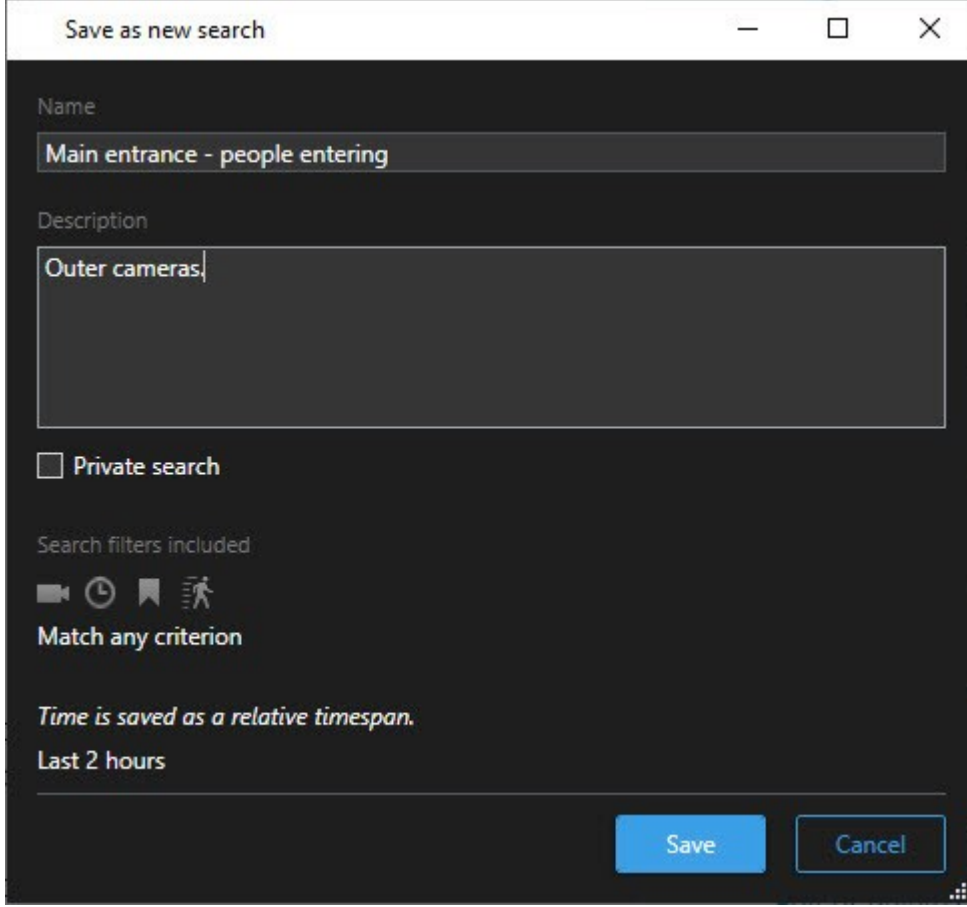 Save as new search
Name
Main entrance - people entering
Description
Outer cameras.
Private search
Search filters included
Match any criterion
Time is saved as a relative timespan.
Last 2 hours
Save
Cancel